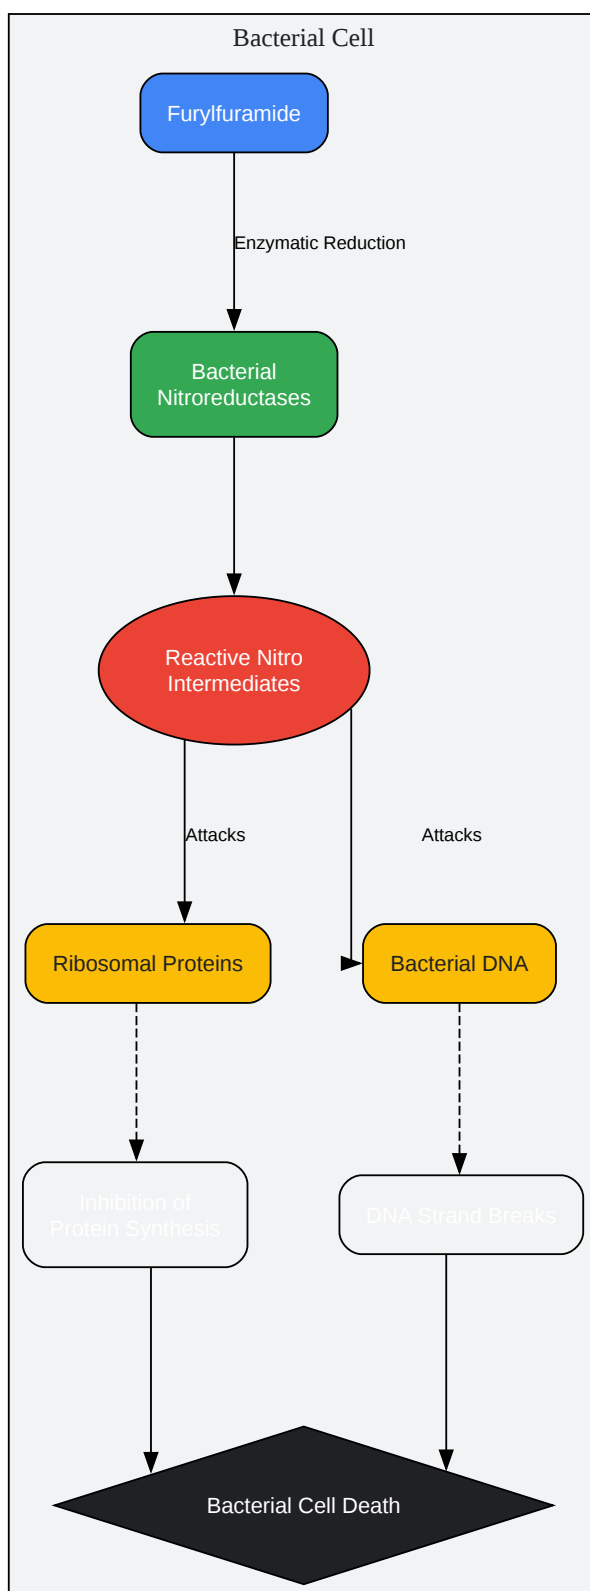 Bacterial Cell
Furylfuramide
Enzymatic Reduction
Bacterial
Nitroreductases
Reactive Nitro
Intermediates
Attacks
Attacks
Ribosomal Proteins
Bacterial DNA
Inhibition of
Protein Synthesis
DNA Strand Breaks
Bacterial Cell Death